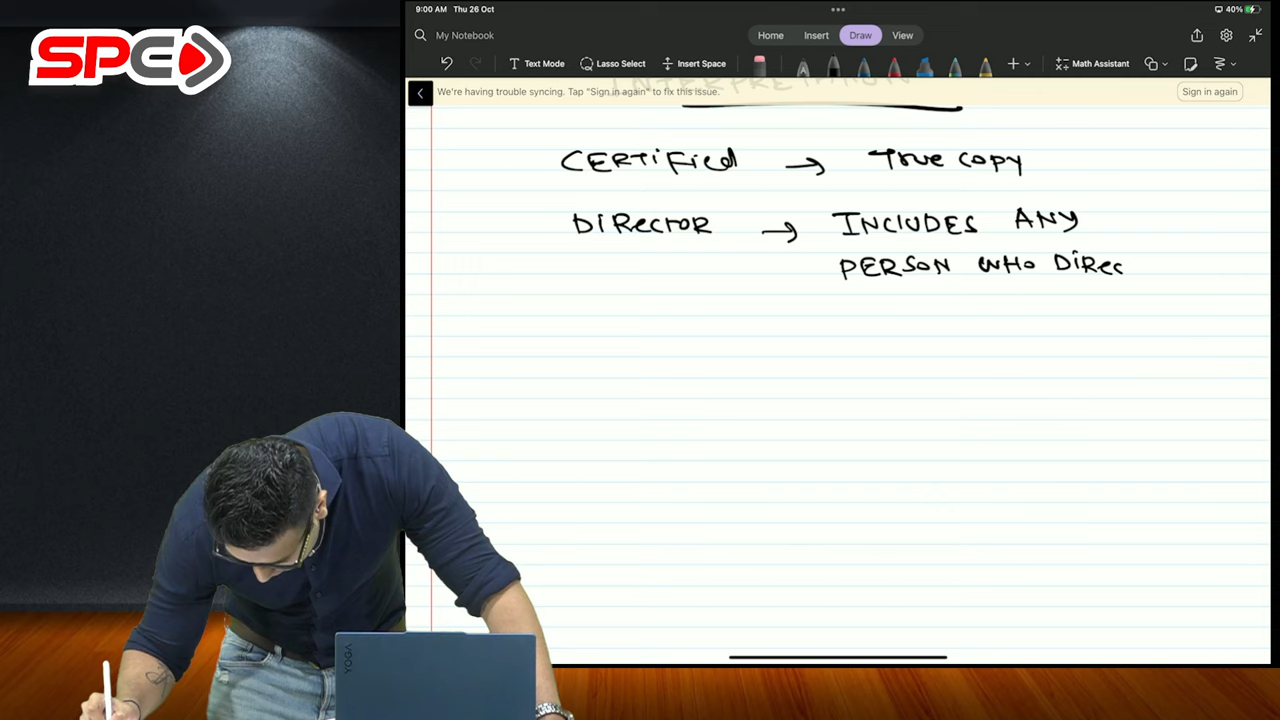 SPED
9:00 AM Thu 26 Oct
40%
My Notebook
Home Insert Draw View
Text Mode Lasso Select Insert Space Math Assistant
INTERPRETATION
We're having trouble syncing. Tap "Sign in again" to fix this issue. Sign in again
CERTiFied → True copy
DiRecTOR → INCLUDES ANY
PERSON WHO DiRec
YOGA